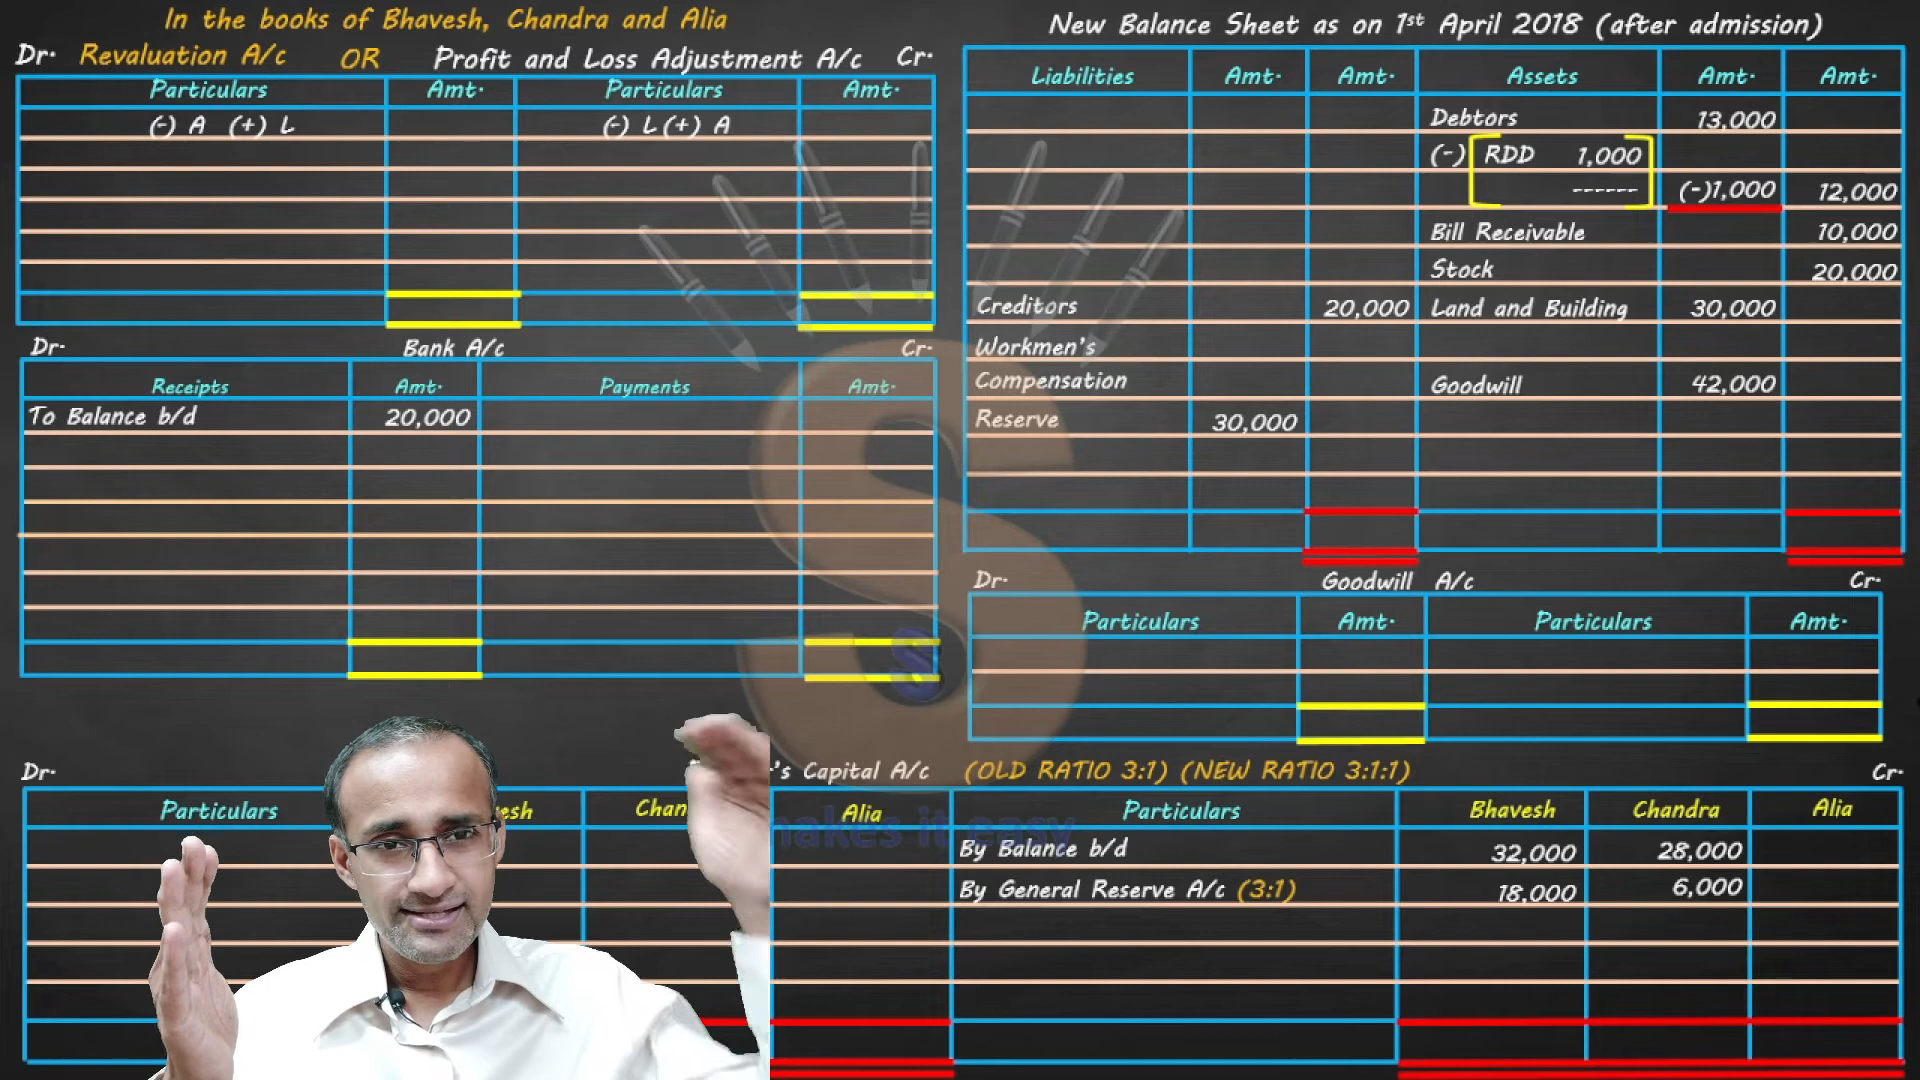 In the books of Bhavesh, Chandra and Alia
Dr. Revaluation A/c OR Profit and Loss Adjustment A/c Cr.
Particulars Amt. Particulars Amt.
(-) A (+) L (-) L (+) A
Dr. Bank A/c Cr.
Receipts Amt. Payments Amt.
To Balance b/d 20,000
New Balance Sheet as on 1st April 2018 (after admission)
Liabilities Amt. Amt. Assets Amt. Amt.
Debtors 13,000
(-) RDD 1,000
------ (-)1,000 12,000
Bill Receivable 10,000
Stock 20,000
Creditors 20,000 Land and Building 30,000
Workmen's
Compensation Goodwill 42,000
Reserve 30,000
Dr. Goodwill A/c Cr.
Particulars Amt. Particulars Amt.
S
S
makes it easy
Dr. 's Capital A/c (OLD RATIO 3:1) (NEW RATIO 3:1:1) Cr.
Particulars esh Chan Alia Particulars Bhavesh Chandra Alia
By Balance b/d 32,000 28,000
By General Reserve A/c (3:1) 18,000 6,000